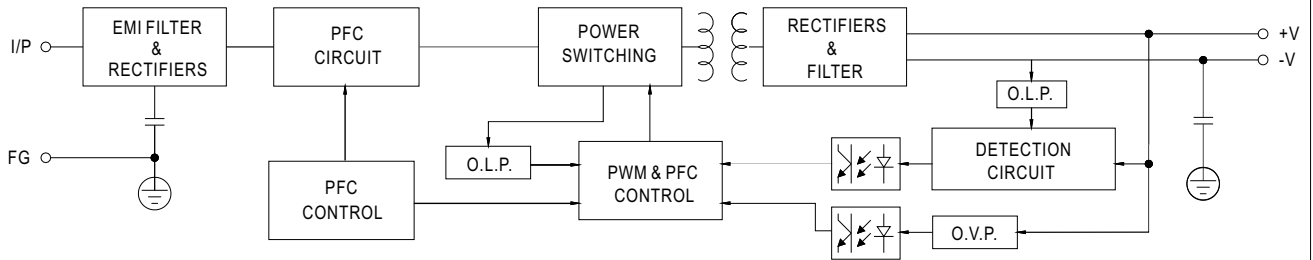 I/P
EMI FILTER
&
RECTIFIERS
PFC
CIRCUIT
POWER
SWITCHING
RECTIFIERS
&
FILTER
+V
-V
O.L.P.
FG
O.L.P.
PFC
CONTROL
PWM & PFC
CONTROL
DETECTION
CIRCUIT
O.V.P.